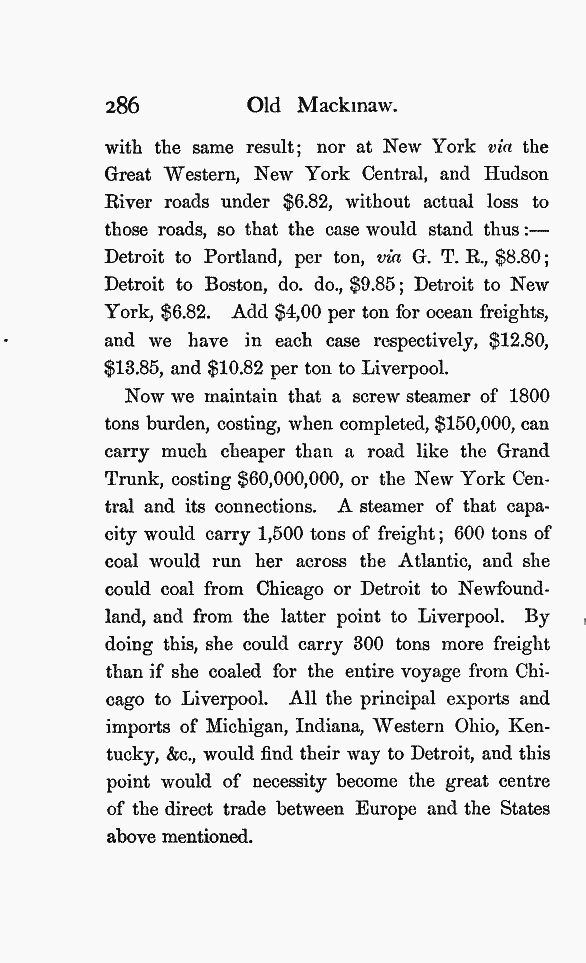 286 Old Mackinaw.
with the same result; nor at New York via the
Great Western, New York Central, and Hudson
River roads under $6.82, without actual loss to
those roads, so that the case would stand thus:—
Detroit to Portland, per ton, via G. T. R., $8.80;
Detroit to Boston, do. do., $9.85; Detroit to New
York, $6.82. Add $4,00 per ton for ocean freights,
and we have in each case respectively, $12.80,
$13.85, and $10.82 per ton to Liverpool.
Now we maintain that a screw steamer of 1800
tons burden, costing, when completed, $150,000, can
carry much cheaper than a road like the Grand
Trunk, costing $60,000,000, or the New York Cen-
tral and its connections. A steamer of that capa-
city would carry 1,500 tons of freight; 600 tons of
coal would run her across the Atlantic, and she
could coal from Chicago or Detroit to Newfound-
land, and from the latter point to Liverpool. By
doing this, she could carry 300 tons more freight
than if she coaled for the entire voyage from Chi-
cago to Liverpool. All the principal exports and
imports of Michigan, Indiana, Western Ohio, Ken-
tucky, &c., would find their way to Detroit, and this
point would of necessity become the great centre
of the direct trade between Europe and the States
above mentioned.